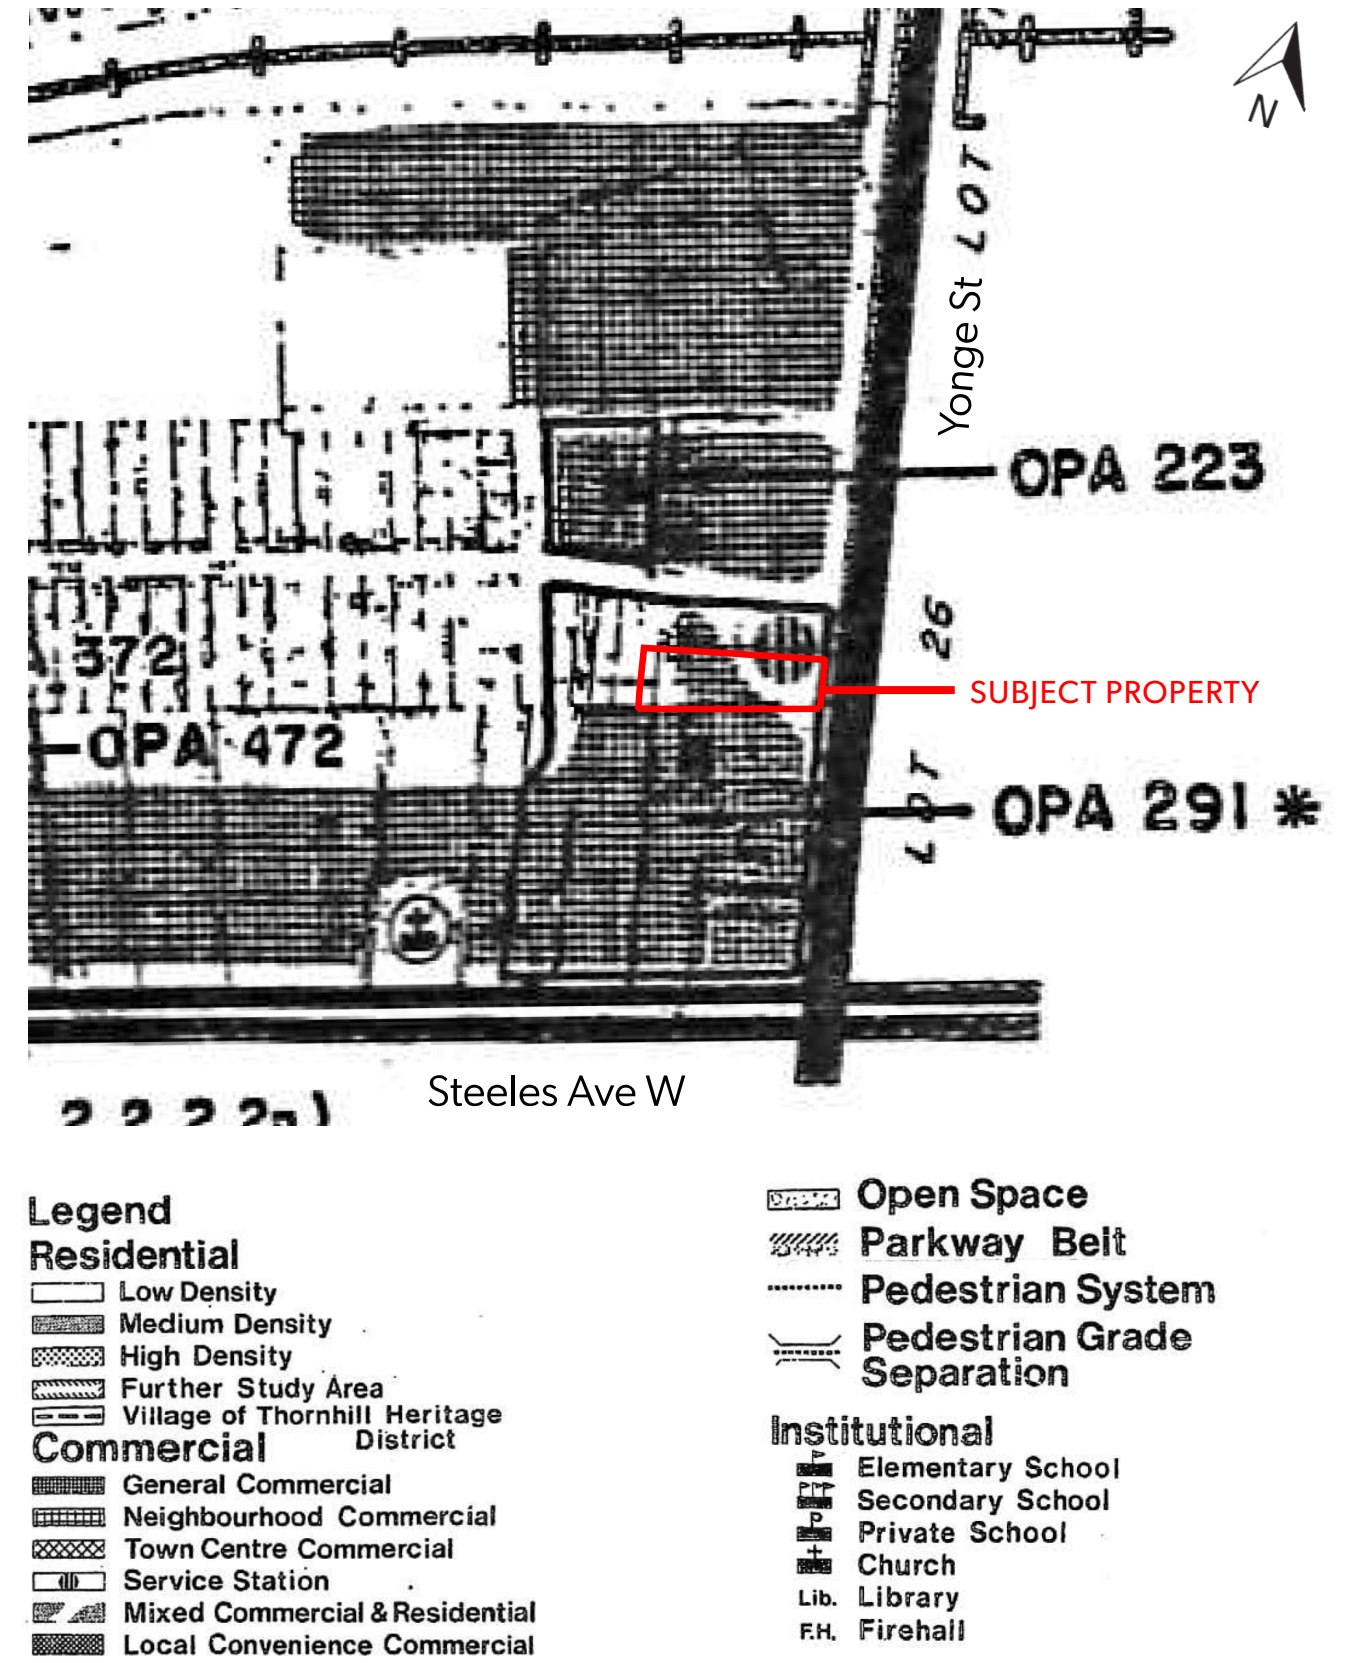 N
LOT
Yonge St
OPA 223
26
372
SUBJECT PROPERTY
OPA 472
LOT
OPA 291 *
Steeles Ave W
Legend
Residential
Low Density
Medium Density
High Density
Further Study Area
Village of Thornhill Heritage
District
Commercial
General Commercial
Neighbourhood Commercial
Town Centre Commercial
Service Station
Mixed Commercial & Residential
Local Convenience Commercial
Open Space
Parkway Belt
Pedestrian System
Pedestrian Grade
Separation
Institutional
Elementary School
Secondary School
Private School
Church
Lib. Library
F.H. Firehall